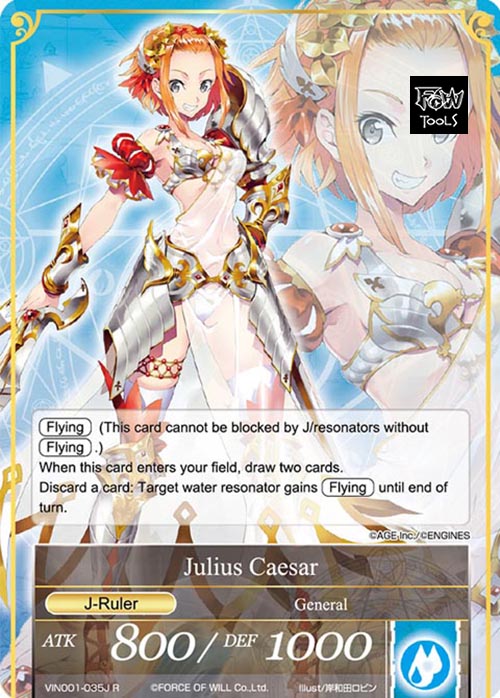 FOW
TOOLS
Flying (This card cannot be blocked by J/resonators without
Flying .)
When this card enters your field, draw two cards.
Discard a card: Target water resonator gains Flying until end of
turn.
©AGE Inc./©ENGINES
Julius Caesar
J-Ruler General
ATK 800/ DEF 1000
VIN001-035J R ©FORCE OF WILL Co.,Ltd. Illust/岸和田ロビン